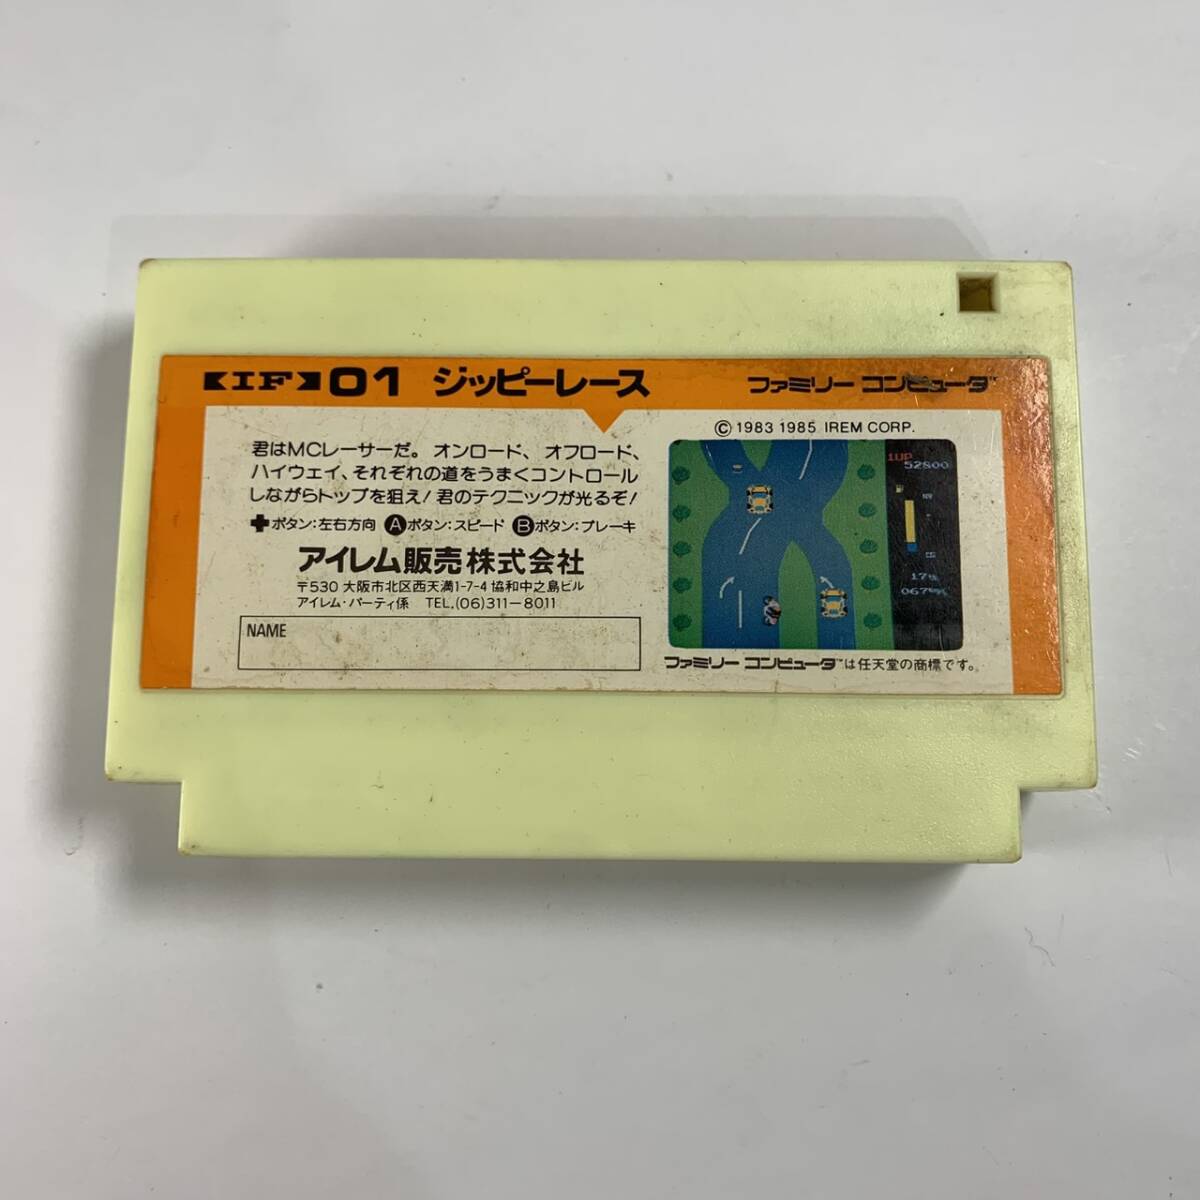 IF 01 ジッピーレース ファミリー コンピュータ™
君はMCレーサーだ。オンロード、オフロード、
ハイウェイ、それぞれの道をうまくコントロール
しながらトップを狙え！君のテクニックが光るぞ！
✚ボタン:左右方向 Ⓐボタン:スピード Ⓑボタン:ブレーキ
アイレム販売株式会社
〒530 大阪市北区西天満1-7-4 協和中之島ビル
アイレム・パーティ係 TEL.(06)311-8011
NAME
© 1983 1985 IREM CORP.
1UP
52800
ファミリー コンピュータ™は任天堂の商標です。